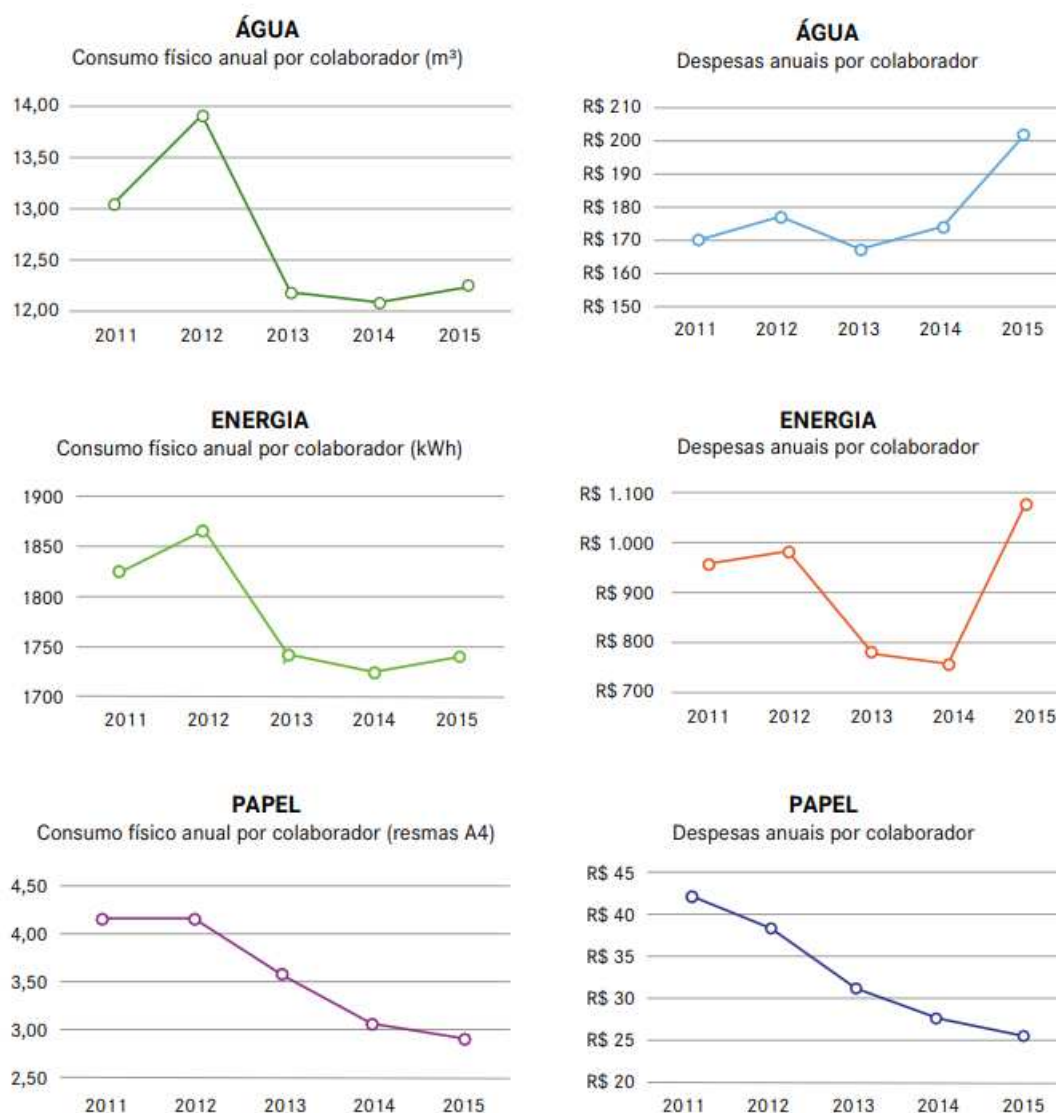 ÁGUA
Consumo físico anual por colaborador (m³)
14,00
13,50
13,00
12,50
12,00
2011 2012 2013 2014 2015
ÁGUA
Despesas anuais por colaborador
R$ 210
R$ 200
R$ 190
R$ 180
R$ 170
R$ 160
R$ 150
2011 2012 2013 2014 2015
ENERGIA
Consumo físico anual por colaborador (kWh)
1900
1850
1800
1750
1700
2011 2012 2013 2014 2015
ENERGIA
Despesas anuais por colaborador
R$ 1.100
R$ 1.000
R$ 900
R$ 800
R$ 700
2011 2012 2013 2014 2015
PAPEL
Consumo físico anual por colaborador (resmas A4)
4,50
4,00
3,50
3,00
2,50
2011 2012 2013 2014 2015
PAPEL
Despesas anuais por colaborador
R$ 45
R$ 40
R$ 35
R$ 30
R$ 25
R$ 20
2011 2012 2013 2014 2015